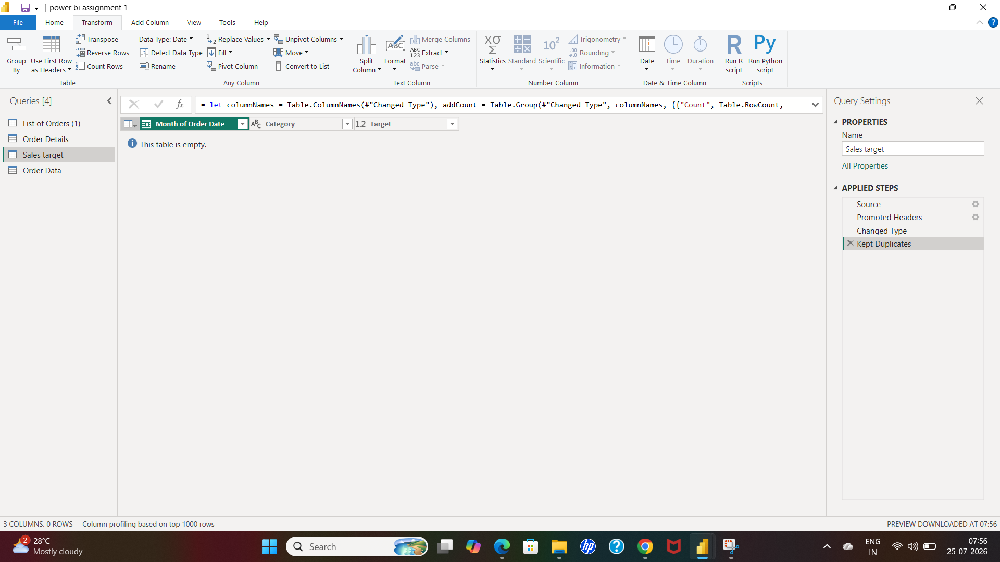 power bi assignment 1
File Home Transform Add Column View Tools Help
Group By
Use First Row as Headers
Transpose
Reverse Rows
Count Rows
Table
Data Type: Date
Detect Data Type
Rename
Replace Values
Fill
Pivot Column
Unpivot Columns
Move
Convert to List
Any Column
Split Column
Format
Merge Columns
Extract
Parse
Text Column
Statistics
Standard
Scientific
10²
Trigonometry
Rounding
Information
Number Column
Date
Time
Duration
Date & Time Column
R
Run R script
Py
Run Python script
Scripts
Queries [4]
List of Orders (1)
Order Details
Sales target
Order Data
= let columnNames = Table.ColumnNames(#"Changed Type"), addCount = Table.Group(#"Changed Type", columnNames, {{"Count", Table.RowCount,
Month of Order Date
ABC Category
1.2 Target
This table is empty.
Query Settings
PROPERTIES
Name
Sales target
All Properties
APPLIED STEPS
Source
Promoted Headers
Changed Type
Kept Duplicates
3 COLUMNS, 0 ROWS Column profiling based on top 1000 rows
PREVIEW DOWNLOADED AT 07:56
2
28°C
Mostly cloudy
Search
hp
ENG
IN
07:56
25-07-2026